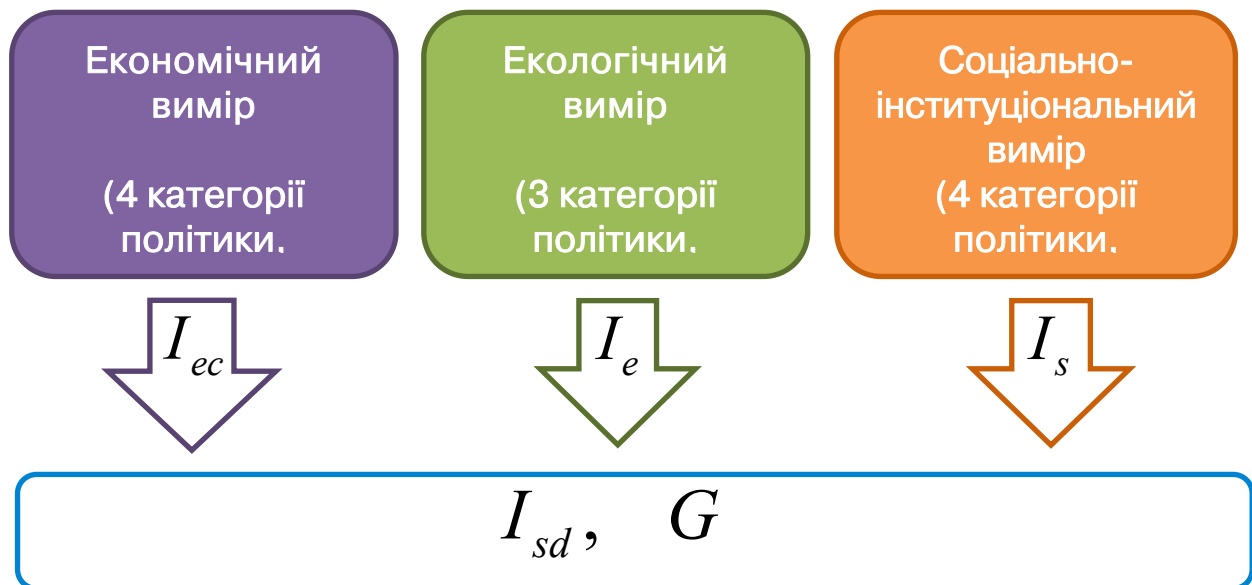 Економічний
вимір
(4 категорії
політики.
Екологічний
вимір
(3 категорії
політики.
Соціально-
інституціональний
вимір
(4 категорії
політики.
I_ec
I_e
I_s
I_sd, G